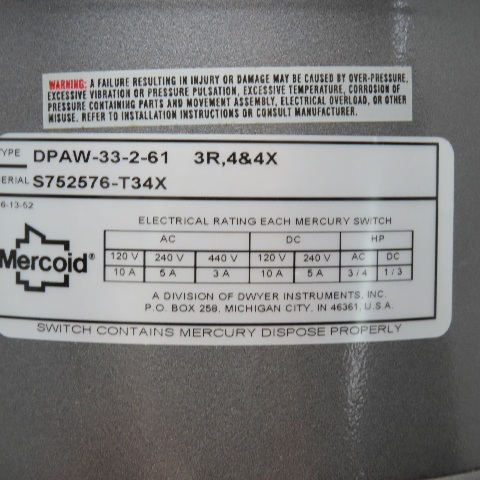 WARNING: A FAILURE RESULTING IN INJURY OR DAMAGE MAY BE CAUSED BY OVER-PRESSURE,
EXCESSIVE VIBRATION OR PRESSURE PULSATION, EXCESSIVE TEMPERATURE, CORROSION OF
PRESSURE CONTAINING PARTS AND MOVEMENT ASSEMBLY, ELECTRICAL OVERLOAD, OR OTHER
MISUSE. REFER TO INSTALLATION INSTRUCTIONS OR CONSULT MANUFACTURER.
TYPE DPAW-33-2-61 3R,4&4X
SERIAL S752576-T34X
6-13-52
ELECTRICAL RATING EACH MERCURY SWITCH
AC DC HP
120 V 240 V 440 V 120 V 240 V AC DC
10 A 5 A 3 A 10 A 5 A 3/4 1/3
Mercoid®
A DIVISION OF DWYER INSTRUMENTS, INC.
P.O. BOX 258, MICHIGAN CITY, IN 46361, U.S.A.
SWITCH CONTAINS MERCURY DISPOSE PROPERLY